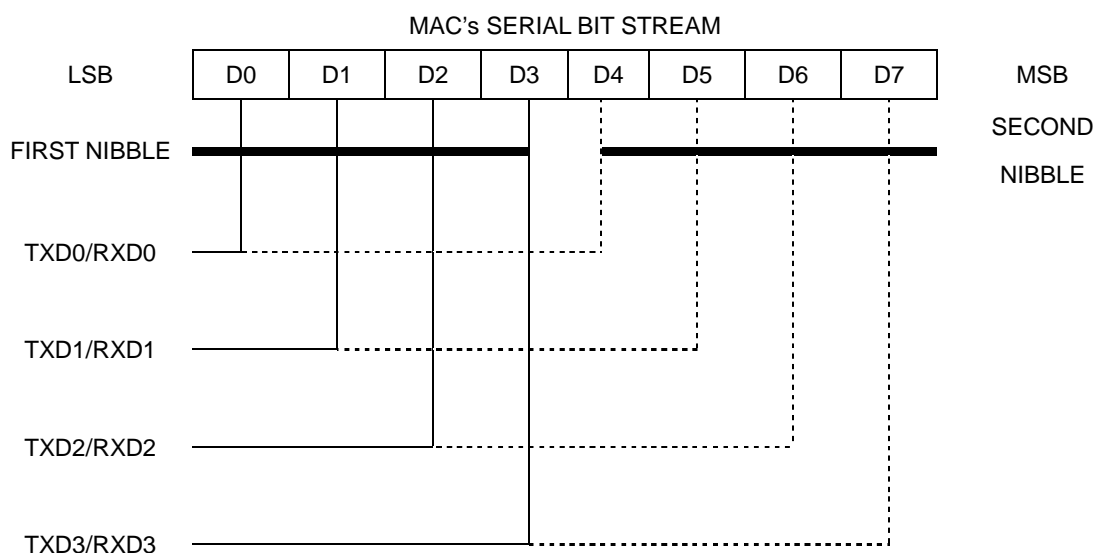 MAC's SERIAL BIT STREAM
LSB D0 D1 D2 D3 D4 D5 D6 D7 MSB
FIRST NIBBLE
SECOND
NIBBLE
TXD0/RXD0
TXD1/RXD1
TXD2/RXD2
TXD3/RXD3